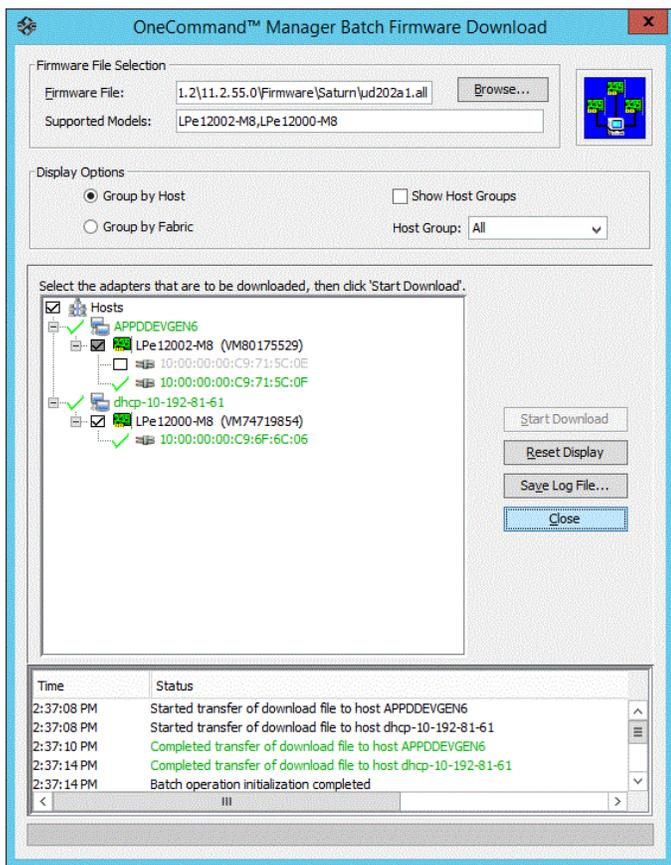 OneCommand™ Manager Batch Firmware Download
x
Firmware File Selection
Firmware File: 1.2\11.2.55.0\Firmware\Saturn\ud202a1.all Browse...
Supported Models: LPe12002-M8,LPe12000-M8
Display Options
Group by Host Show Host Groups
Group by Fabric Host Group: All
Select the adapters that are to be downloaded, then click 'Start Download'.
Hosts
APPDDEVGEN6
LPe12002-M8 (VM80175529)
10:00:00:00:C9:71:5C:0E
10:00:00:00:C9:71:5C:0F
dhcp-10-192-81-61
LPe12000-M8 (VM74719854)
10:00:00:00:C9:6F:6C:06
Start Download
Reset Display
Save Log File...
Close
Time Status
2:37:08 PM Started transfer of download file to host APPDDEVGEN6
2:37:08 PM Started transfer of download file to host dhcp-10-192-81-61
2:37:10 PM Completed transfer of download file to host APPDDEVGEN6
2:37:14 PM Completed transfer of download file to host dhcp-10-192-81-61
2:37:14 PM Batch operation initialization completed